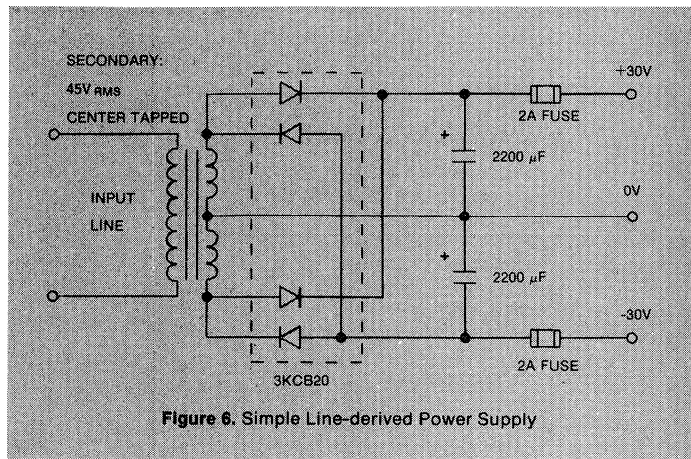 SECONDARY:
45V RMS
CENTER TAPPED
INPUT
LINE
3KCB20
+
2200 μF
+
2200 μF
2A FUSE
2A FUSE
+30V
0V
-30V
Figure 6. Simple Line-derived Power Supply